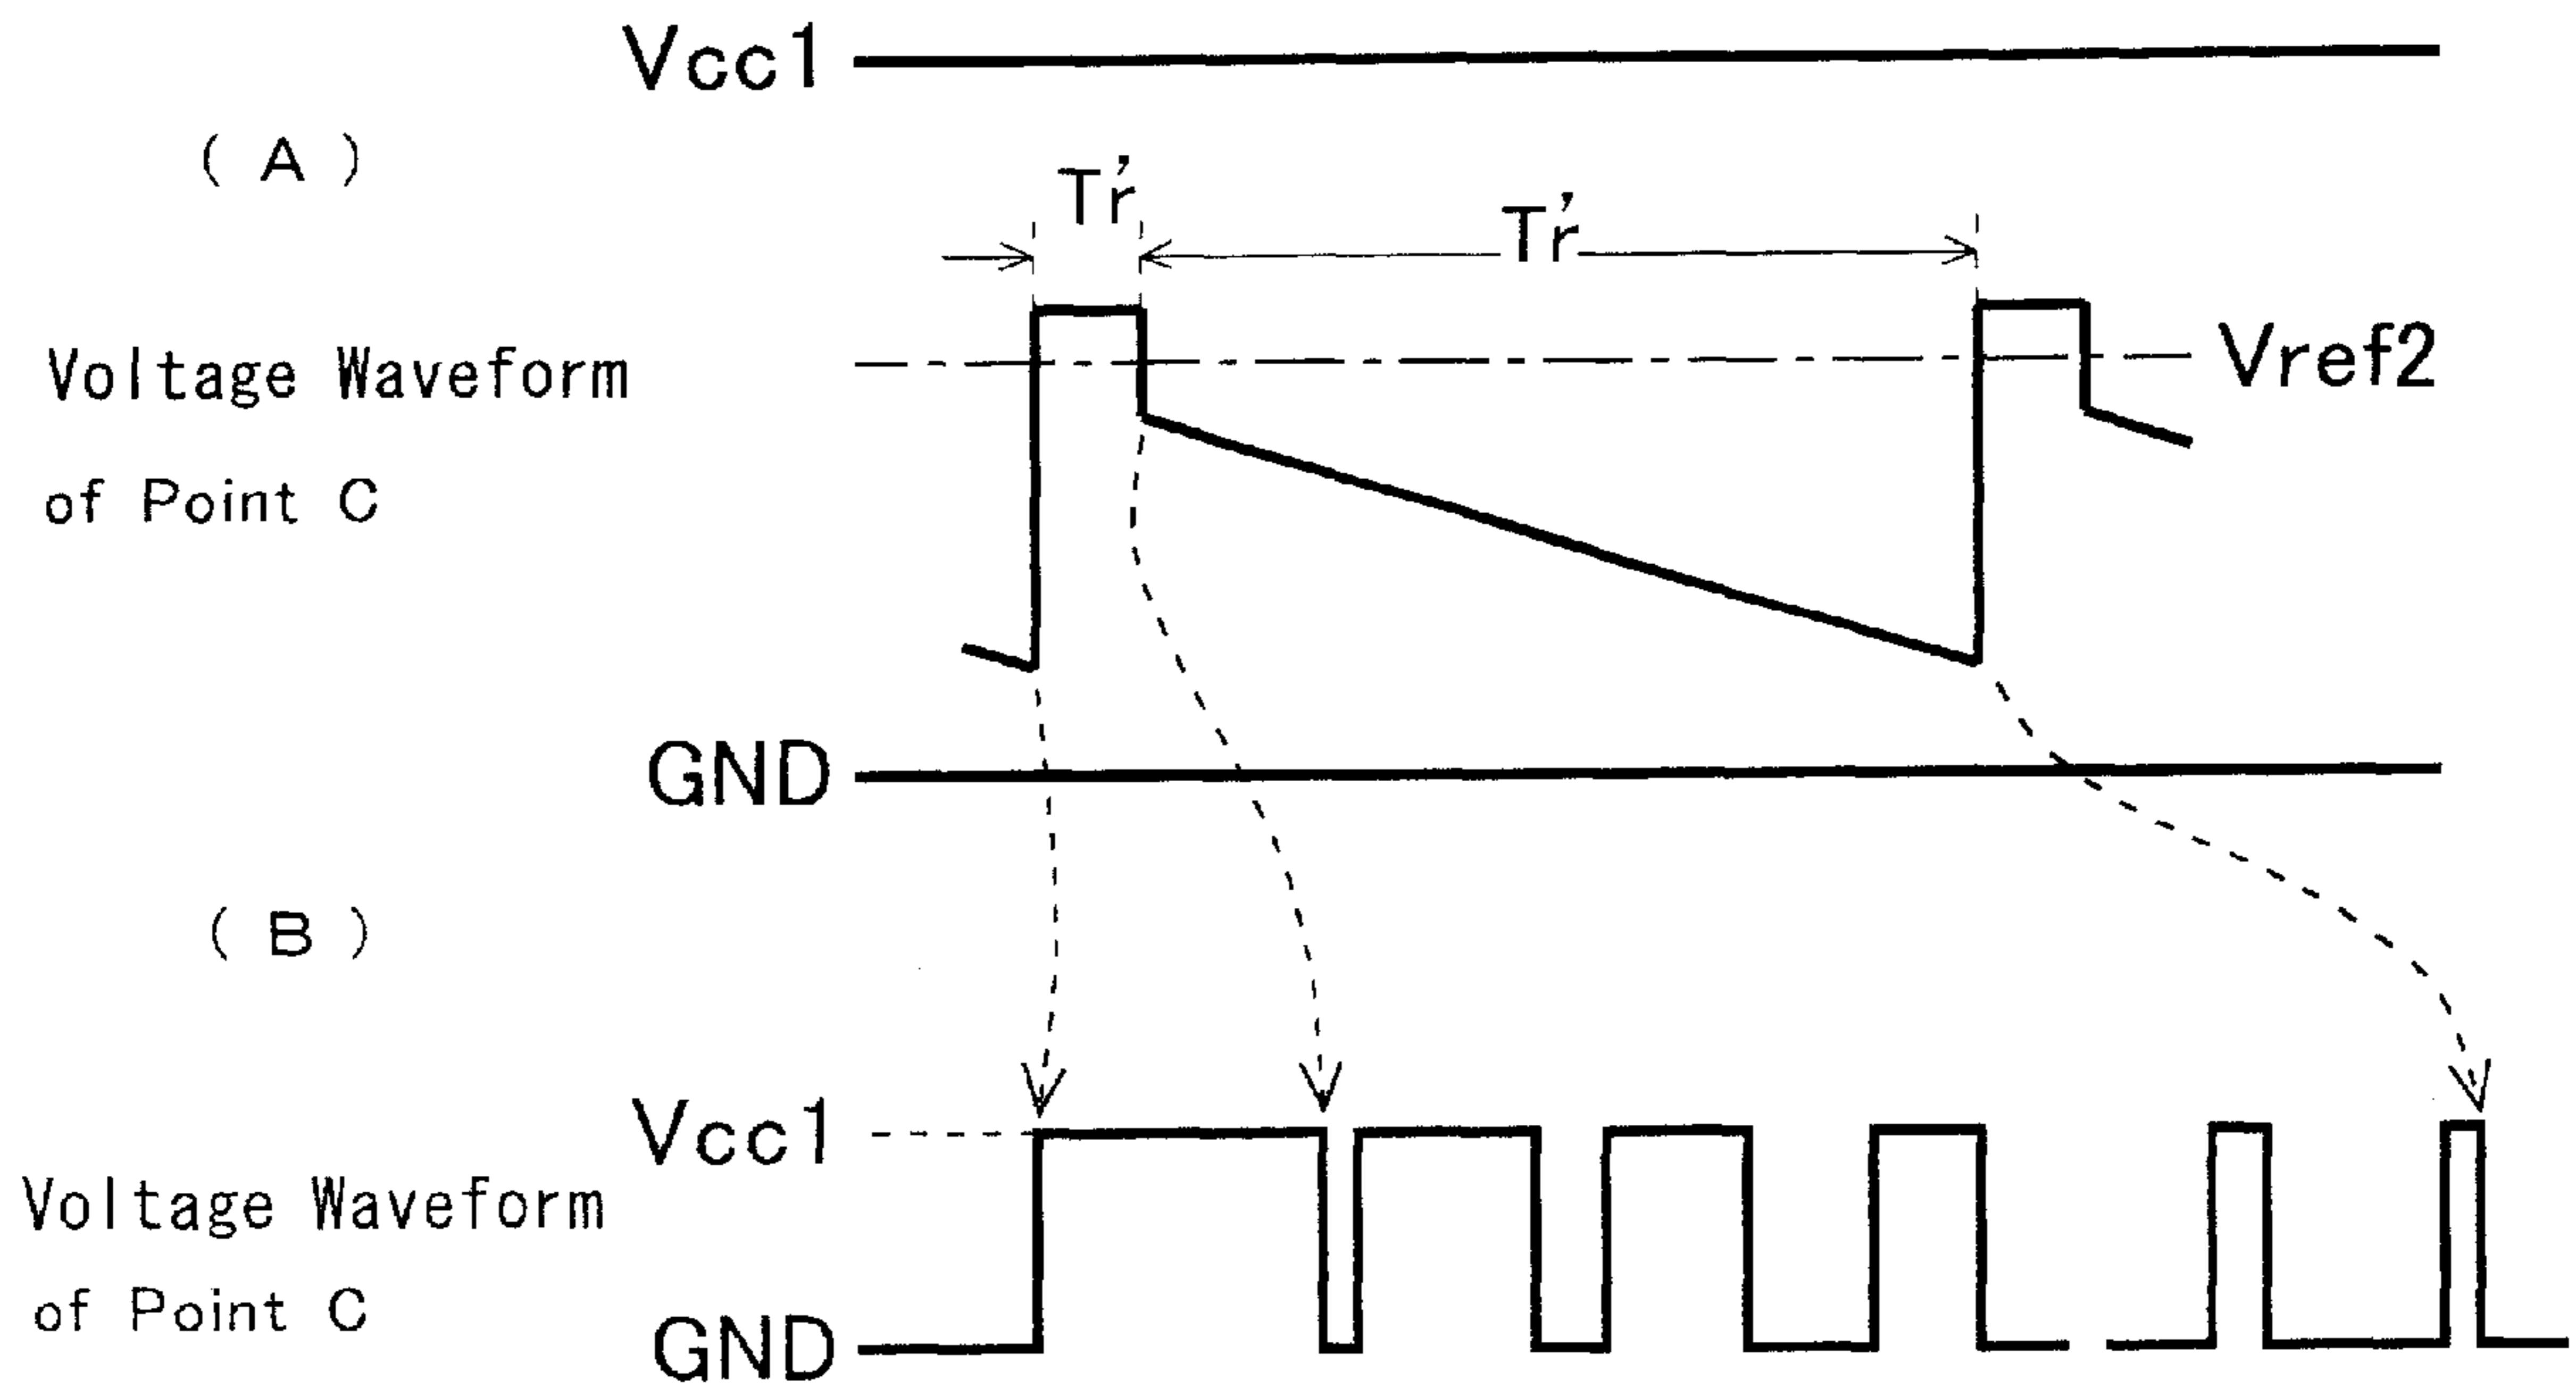 Vcc1
( A )
Tr'
Tr'
Voltage Waveform
of Point C
Vref2
GND
( B )
Vcc1
Voltage Waveform
of Point C
GND